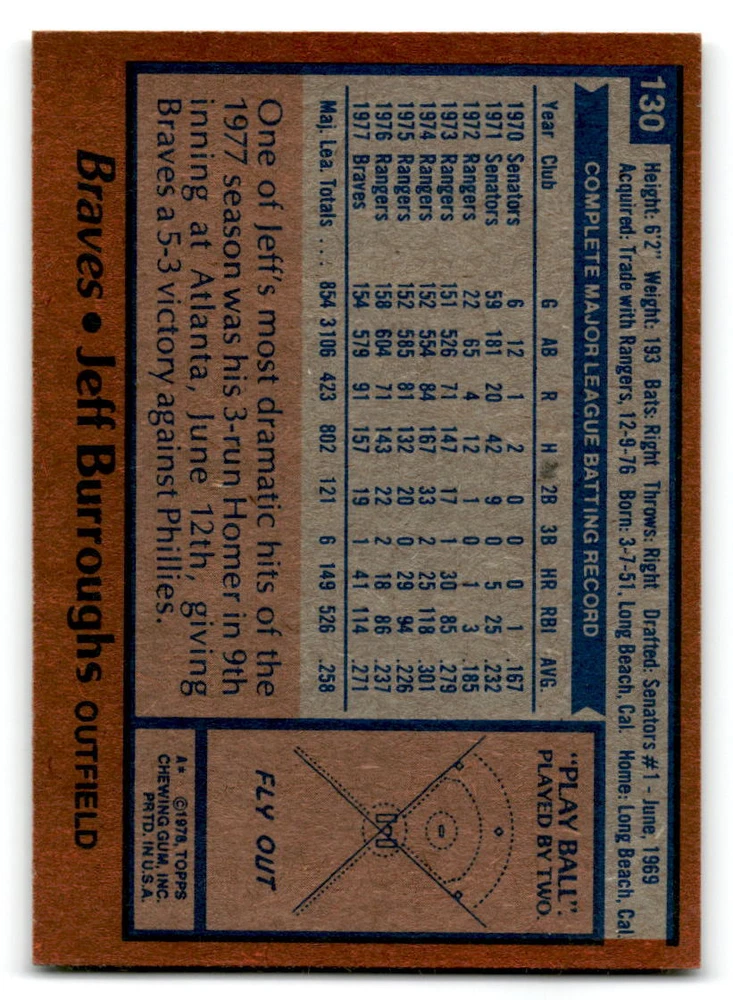 130
Height: 6'2" Weight: 193 Bats: Right Throws: Right Drafted: Senators #1 - June, 1969
Acquired: Trade with Rangers, 12-9-76 Born: 3-7-51, Long Beach, Cal. Home: Long Beach, Cal.
COMPLETE MAJOR LEAGUE BATTING RECORD
Year Club G AB R H 2B 3B HR RBI AVG.
1970 Senators 6 12 1 2 0 0 0 1 .167
1971 Senators 59 181 20 42 9 0 5 25 .232
1972 Rangers 22 65 4 12 1 0 1 3 .185
1973 Rangers 151 526 71 147 17 1 30 85 .279
1974 Rangers 152 554 84 167 33 2 25 118 .301
1975 Rangers 152 585 81 132 20 0 29 94 .226
1976 Rangers 158 604 71 143 22 2 18 86 .237
1977 Braves 154 579 91 157 19 1 41 114 .271
Maj. Lea. Totals .... 854 3106 423 802 121 6 149 526 .258
One of Jeff's most dramatic hits of the
1977 season was his 3-run Homer in 9th
inning at Atlanta, June 12th, giving
Braves a 5-3 victory against Phillies.
"PLAY BALL"
PLAYED BY TWO
FLY OUT
A* ©1978, TOPPS
CHEWING GUM, INC.
PRTD. IN U.S.A.
Braves • Jeff Burroughs OUTFIELD